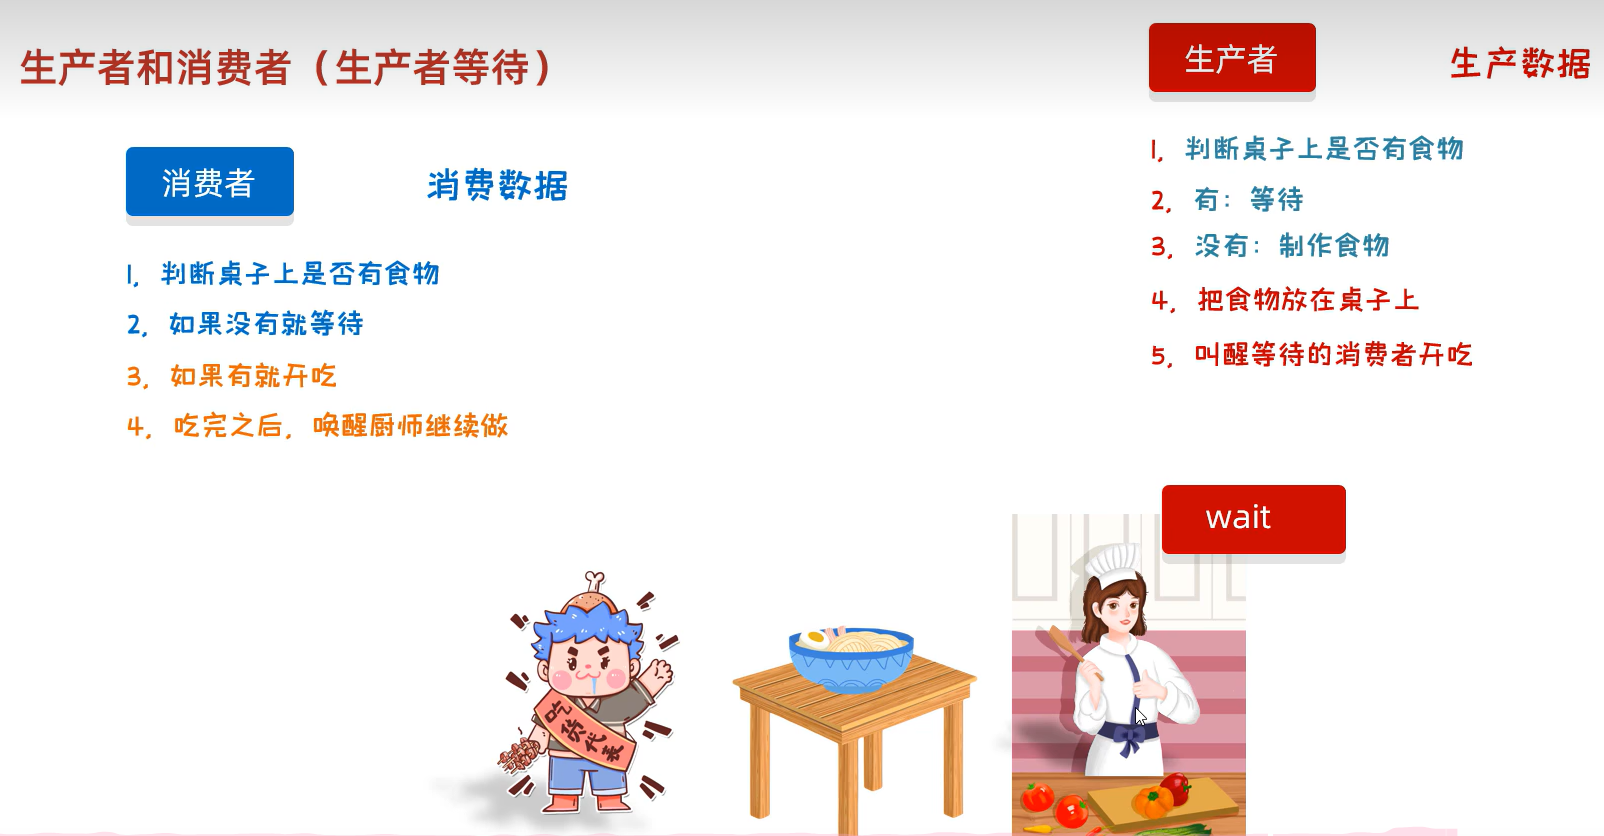 生产者和消费者（生产者等待）
消费者
消费数据
1，判断桌子上是否有食物
2，如果没有就等待
3，如果有就开吃
4，吃完之后，唤醒厨师继续做
生产者
生产数据
1，判断桌子上是否有食物
2，有：等待
3，没有：制作食物
4，把食物放在桌子上
5，叫醒等待的消费者开吃
wait
吃货代表